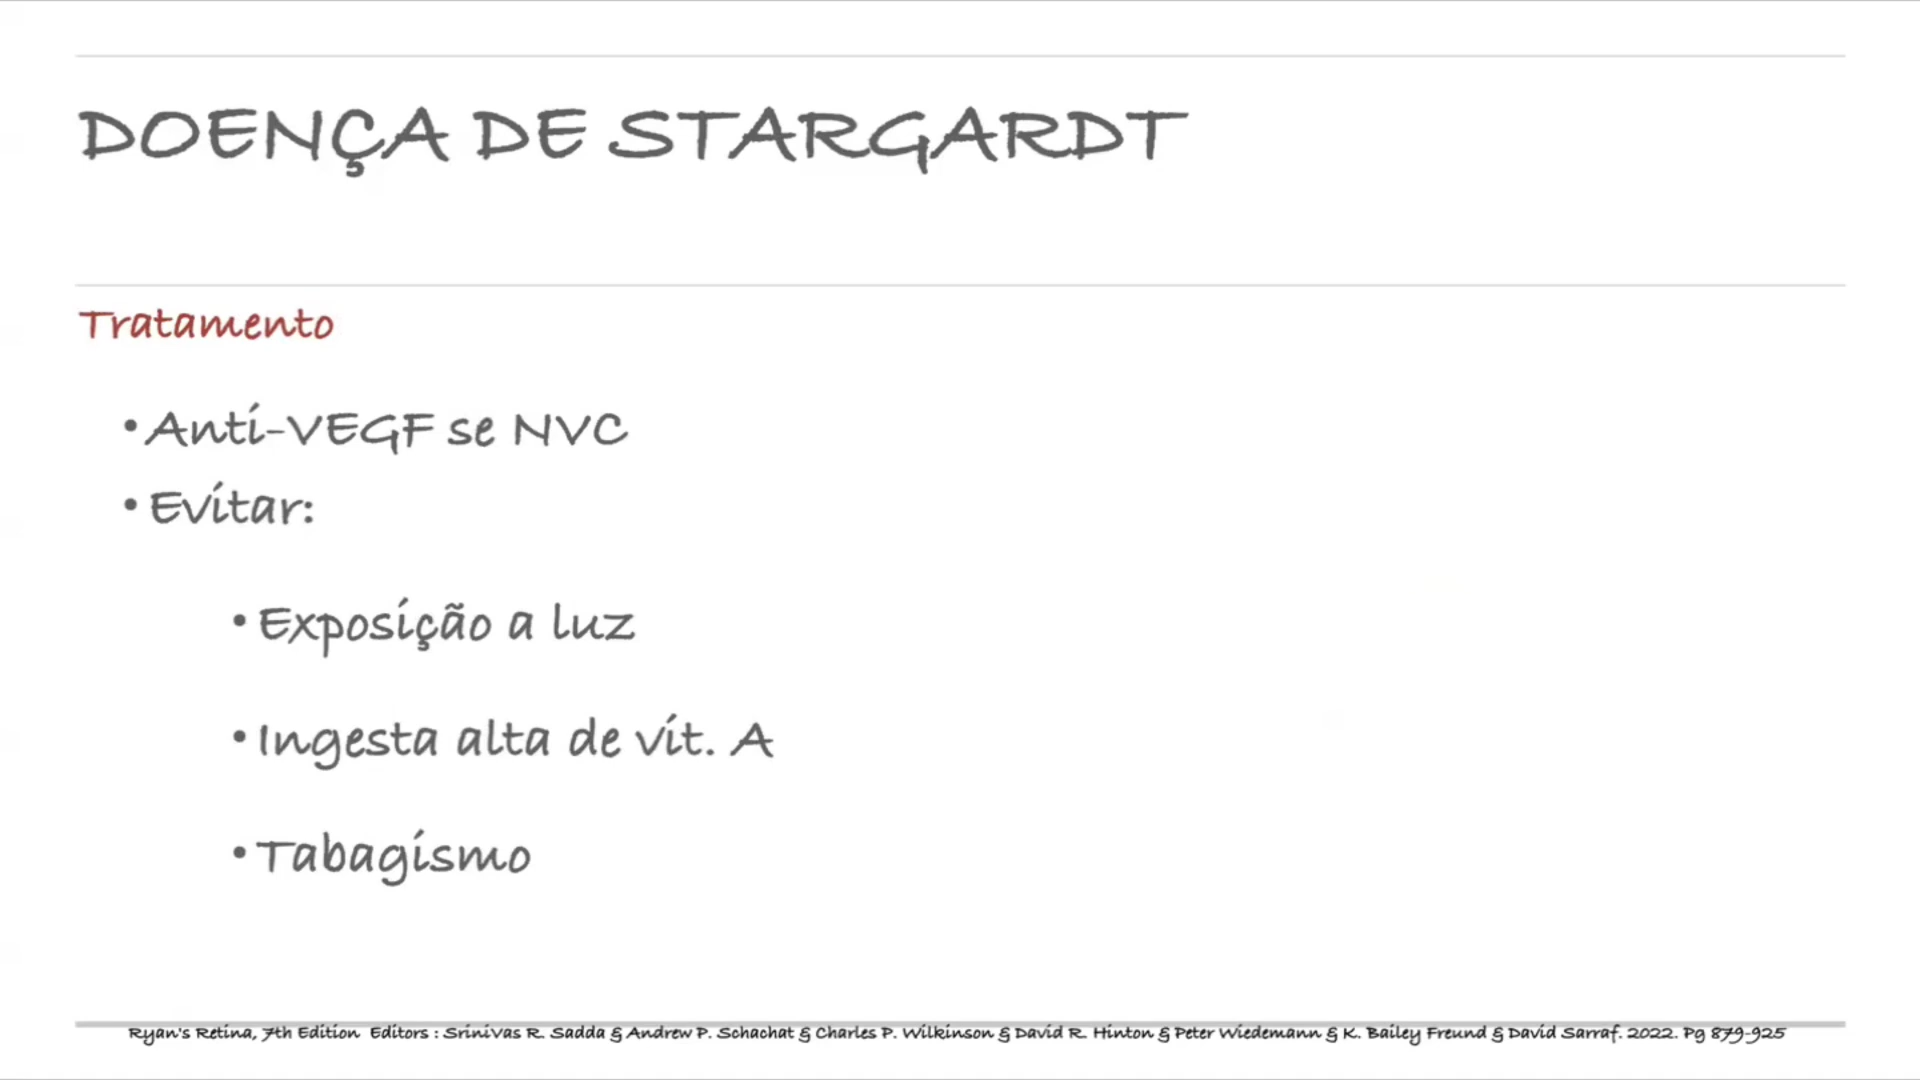 DOENÇA DE STARGARDT
Tratamento
• Anti-VEGF se NVC
• Evitar:
• Exposição a luz
• Ingesta alta de vit. A
• Tabagismo
Ryan's Retina, 7th Edition Editors : SriniVas R. Sadda & Andrew P. Schachat & Charles P. Wilkinson & David R. Hinton & Peter Wiedemann & K. Bailey Freund & David Sarraf. 2022. Pg 879-925